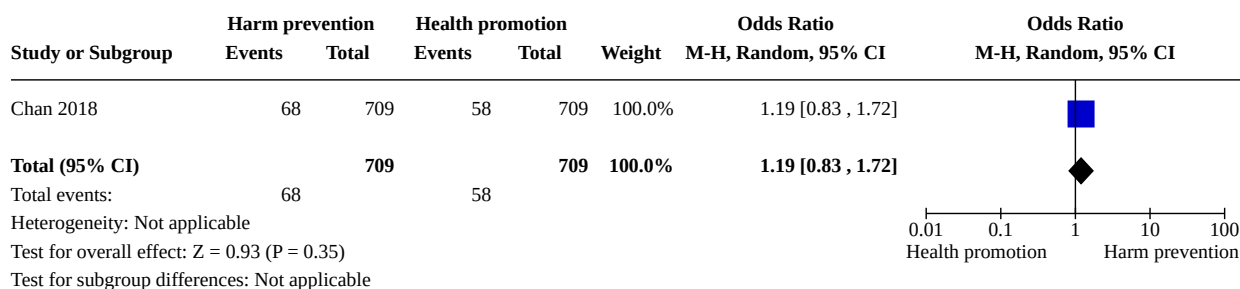 Harm prevention Health promotion Odds Ratio Odds Ratio
Study or Subgroup Events Total Events Total Weight M-H, Random, 95% CI M-H, Random, 95% CI
Chan 2018 68 709 58 709 100.0% 1.19 [0.83 , 1.72]
Total (95% CI) 709 709 100.0% 1.19 [0.83 , 1.72]
Total events: 68 58
Heterogeneity: Not applicable
0.01 0.1 1 10 100
Test for overall effect: Z = 0.93 (P = 0.35)
Health promotion Harm prevention
Test for subgroup differences: Not applicable